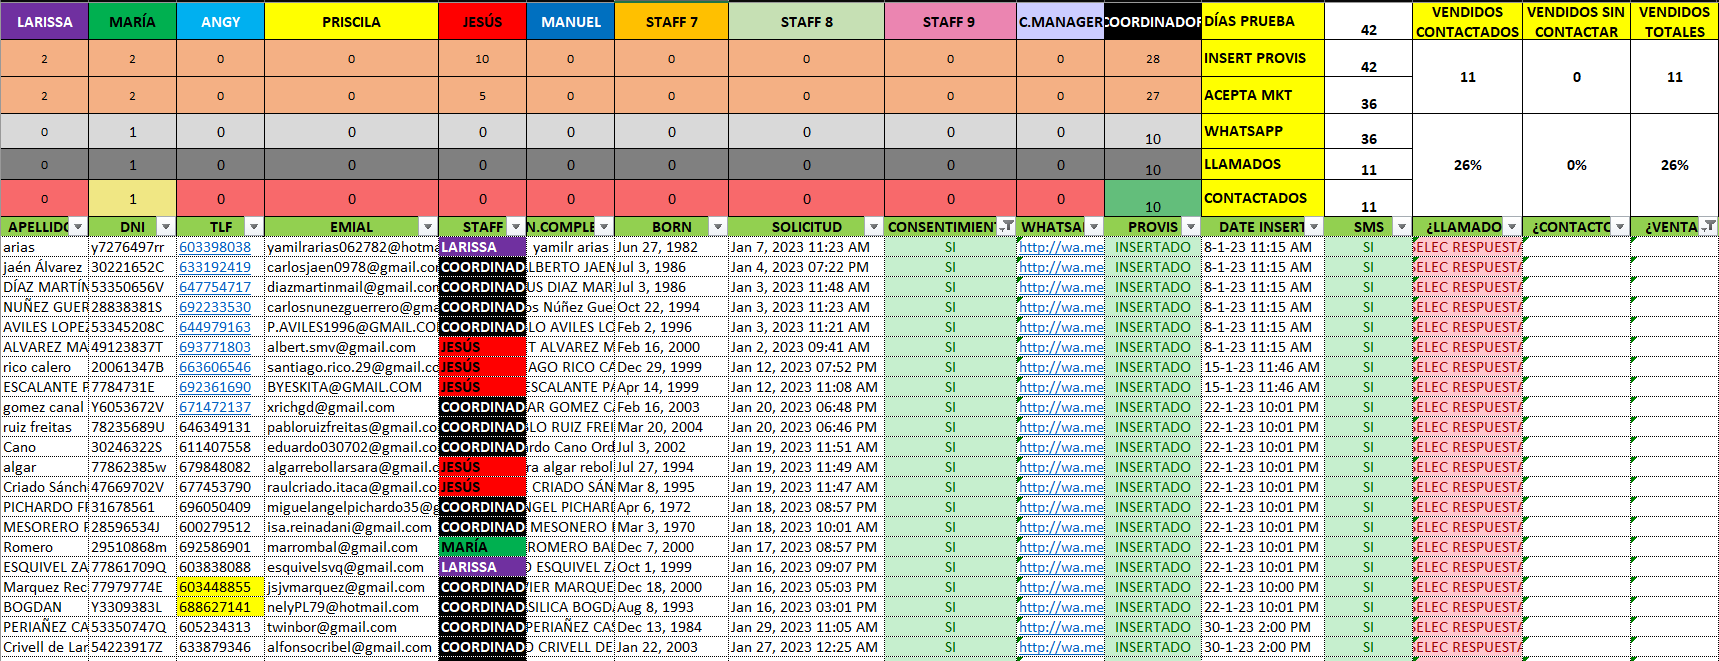 LARISSA MARÍA ANGY PRISCILA JESÚS MANUEL STAFF 7 STAFF 8 STAFF 9 C.MANAGER COORDINADOR DÍAS PRUEBA 42 VENDIDOS CONTACTADOS VENDIDOS SIN CONTACTAR VENDIDOS TOTALES
2 2 0 0 10 0 0 0 0 0 28 INSERT PROVIS 42 11 0 11
2 2 0 0 5 0 0 0 0 0 27 ACEPTA MKT 36
0 1 0 0 0 0 0 0 0 0 10 WHATSAPP 36
0 1 0 0 0 0 0 0 0 0 10 LLAMADOS 11 26% 0% 26%
0 1 0 0 0 0 0 0 0 0 10 CONTACTADOS 11
APELLIDO DNI TLF EMIAL STAFF N.COMPLE BORN SOLICITUD CONSENTIMIEN WHATSA PROVIS DATE INSERT SMS ¿LLAMADO ¿CONTACTO ¿VENTA
arias y7276497rr 603398038 yamilrarias062782@hotma LARISSA yamilr arias Jun 27, 1982 Jan 7, 2023 11:23 AM SI http://wa.me INSERTADO 8-1-23 11:15 AM SI SELEC RESPUESTA
jaén Álvarez 30221652C 633192419 carlosjaen0978@gmail.co COORDINAD LBERTO JAEN Jul 3, 1986 Jan 4, 2023 07:22 PM SI http://wa.me INSERTADO 8-1-23 11:15 AM SI SELEC RESPUESTA
DÍAZ MARTÍN 53350656V 647754717 diazmartinmail@gmail.co COORDINAD US DIAZ MAR Jul 3, 1986 Jan 3, 2023 11:48 AM SI http://wa.me INSERTADO 8-1-23 11:15 AM SI SELEC RESPUESTA
NUÑEZ GUER 28838381S 692233530 carlosnunezguerrero@gma COORDINAD os Núñez Gue Oct 22, 1994 Jan 3, 2023 11:23 AM SI http://wa.me INSERTADO 8-1-23 11:15 AM SI SELEC RESPUESTA
AVILES LOPEZ 53345208C 644979163 P.AVILES1996@GMAIL.CO COORDINAD LO AVILES LO Feb 2, 1996 Jan 3, 2023 11:21 AM SI http://wa.me INSERTADO 8-1-23 11:15 AM SI SELEC RESPUESTA
ALVAREZ MA 49123837T 693771803 albert.smv@gmail.com JESÚS T ALVAREZ M Feb 16, 2000 Jan 2, 2023 09:41 AM SI http://wa.me INSERTADO 8-1-23 11:15 AM SI SELEC RESPUESTA
rico calero 20061347B 663606546 santiago.rico.29@gmail.com JESÚS AGO RICO CA Dec 29, 1999 Jan 12, 2023 07:52 PM SI http://wa.me INSERTADO 15-1-23 11:46 AM SI SELEC RESPUESTA
ESCALANTE P 7784731E 692361690 BYESKITA@GMAIL.COM JESÚS ESCALANTE PA Apr 14, 1999 Jan 12, 2023 11:08 AM SI http://wa.me INSERTADO 15-1-23 11:46 AM SI SELEC RESPUESTA
gomez canal Y6053672V 671472137 xrichgd@gmail.com COORDINAD AR GOMEZ CA Feb 16, 2003 Jan 20, 2023 06:48 PM SI http://wa.me INSERTADO 22-1-23 10:01 PM SI SELEC RESPUESTA
ruiz freitas 78235689U 646349131 pabloruizfreitas@gmail.com COORDINAD LO RUIZ FREI Mar 20, 2004 Jan 20, 2023 06:46 PM SI http://wa.me INSERTADO 22-1-23 10:01 PM SI SELEC RESPUESTA
Cano 30246322S 611407558 eduardo030702@gmail.com COORDINAD rdo Cano Ord Jul 3, 2002 Jan 19, 2023 11:51 AM SI http://wa.me INSERTADO 22-1-23 10:01 PM SI SELEC RESPUESTA
algar 77862385w 679848082 algarrebollarsara@gmail.c JESÚS ra algar rebol Jul 27, 1994 Jan 19, 2023 11:49 AM SI http://wa.me INSERTADO 22-1-23 10:01 PM SI SELEC RESPUESTA
Criado Sánch 47669702V 677453790 raulcriado.itaca@gmail.co JESÚS CRIADO SÁN Mar 8, 1995 Jan 19, 2023 11:47 AM SI http://wa.me INSERTADO 22-1-23 10:01 PM SI SELEC RESPUESTA
PICHARDO FE 31678561 696050409 miguelangelpichardo35@g COORDINAD NGEL PICHARI Apr 6, 1972 Jan 18, 2023 08:57 PM SI http://wa.me INSERTADO 22-1-23 10:01 PM SI SELEC RESPUESTA
MESORERO F 28596534J 600279512 isa.reinadani@gmail.com COORDINAD MESONERO Mar 3, 1970 Jan 18, 2023 10:01 AM SI http://wa.me INSERTADO 22-1-23 10:01 PM SI SELEC RESPUESTA
Romero 29510868m 692586901 marrombal@gmail.com MARÍA ROMERO BAL Dec 7, 2000 Jan 17, 2023 08:57 PM SI http://wa.me INSERTADO 22-1-23 10:01 PM SI SELEC RESPUESTA
ESQUIVEL ZA 77861709Q 603838088 esquivelsvq@gmail.com LARISSA O ESQUIVEL Z Oct 1, 1999 Jan 16, 2023 09:07 PM SI http://wa.me INSERTADO 22-1-23 10:01 PM SI SELEC RESPUESTA
Marquez Rec 77979774E 603448855 jsjvmarquez@gmail.com COORDINAD IER MARQUE Dec 18, 2000 Jan 16, 2023 05:03 PM SI http://wa.me INSERTADO 22-1-23 10:00 PM SI SELEC RESPUESTA
BOGDAN Y3309383L 688627141 nelyPL79@hotmail.com COORDINAD SILICA BOGDA Aug 8, 1993 Jan 16, 2023 03:01 PM SI http://wa.me INSERTADO 22-1-23 10:01 PM SI SELEC RESPUESTA
PERIAÑEZ CA 53350747Q 605234313 twinbor@gmail.com COORDINAD PERIAÑEZ CAS Dec 13, 1984 Jan 29, 2023 11:05 AM SI http://wa.me INSERTADO 30-1-23 2:00 PM SI SELEC RESPUESTA
Crivell de Lar 54223917Z 633879346 alfonsocribel@gmail.com COORDINAD O CRIVELL DE Jan 22, 2003 Jan 27, 2023 12:25 AM SI http://wa.me INSERTADO 30-1-23 2:00 PM SI SELEC RESPUESTA